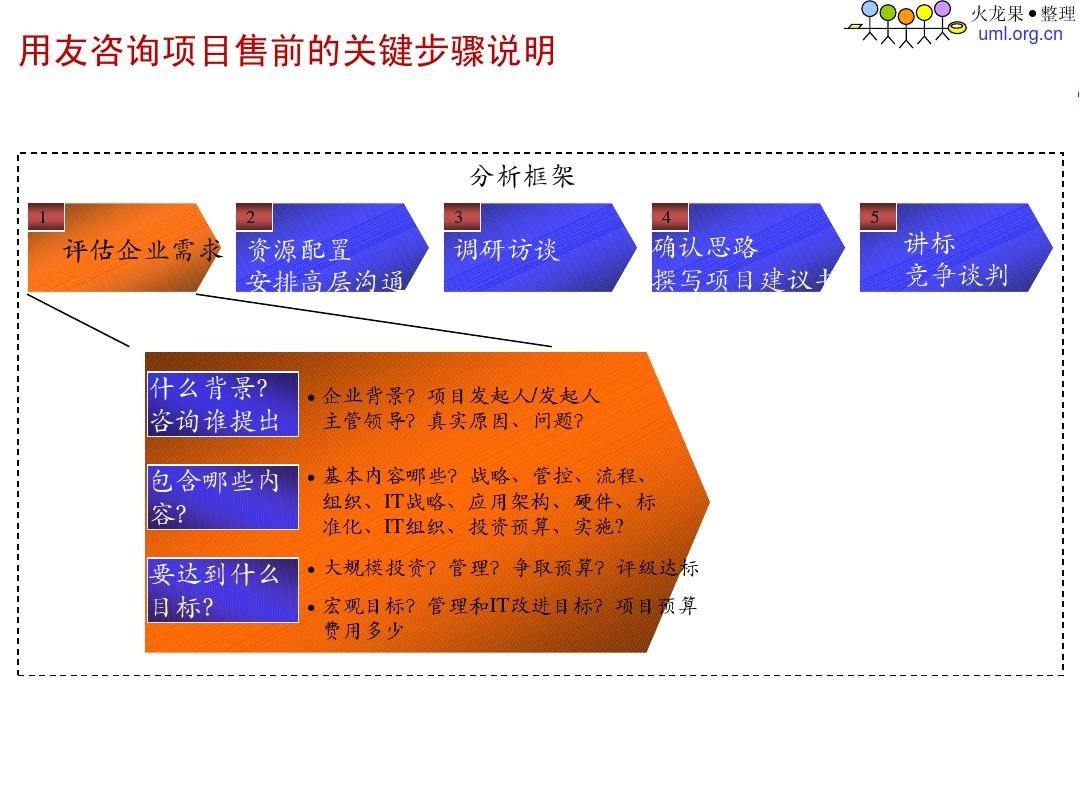 火龙果●整理
uml.org.cn
用友咨询项目售前的关键步骤说明
分析框架
1
评估企业需求
2
资源配置
安排高层沟通
3
调研访谈
4
确认思路
撰写项目建议书
5
讲标
竞争谈判
什么背景?
咨询谁提出
• 企业背景? 项目发起人/发起人
主管领导? 真实原因、问题?
包含哪些内
容?
• 基本内容哪些? 战略、管控、流程、
组织、IT战略、应用架构、硬件、标
准化、IT组织、投资预算、实施?
要达到什么
目标?
• 大规模投资? 管理? 争取预算? 评级达标
• 宏观目标? 管理和IT改进目标? 项目预算
费用多少